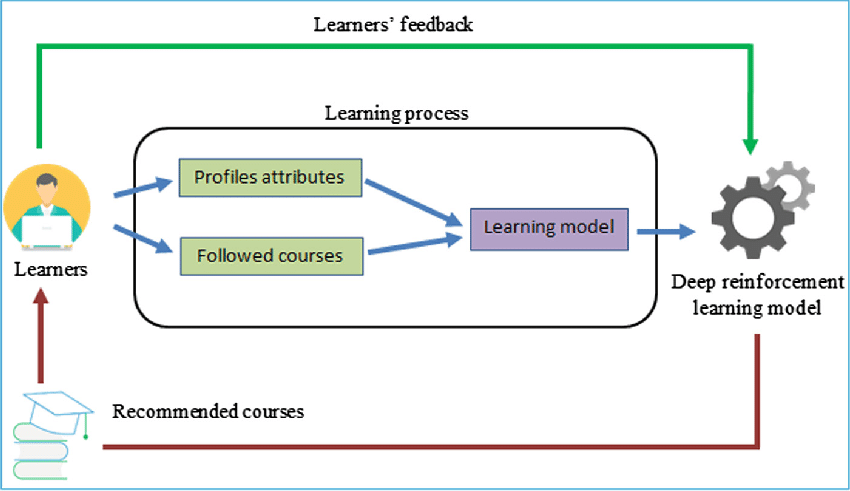 Learners’ feedback
Learning process
Profiles attributes
Learning model
Followed courses
Learners
Deep reinforcement
learning model
Recommended courses